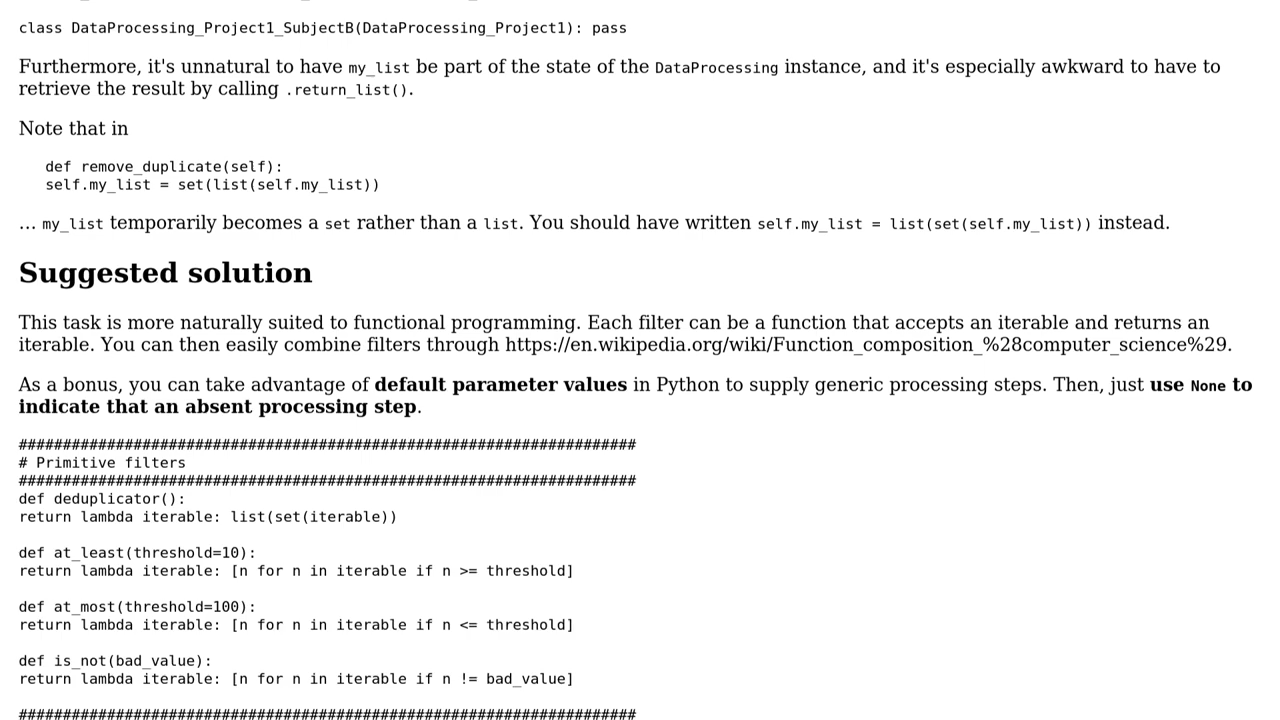 class DataProcessing_Project1_SubjectB(DataProcessing_Project1): pass
Furthermore, it's unnatural to have my_list be part of the state of the DataProcessing instance, and it's especially awkward to have to
retrieve the result by calling .return_list().
Note that in
def remove_duplicate(self):
self.my_list = set(list(self.my_list))
… my_list temporarily becomes a set rather than a list. You should have written self.my_list = list(set(self.my_list)) instead.
Suggested solution
This task is more naturally suited to functional programming. Each filter can be a function that accepts an iterable and returns an
iterable. You can then easily combine filters through https://en.wikipedia.org/wiki/Function_composition_%28computer_science%29.
As a bonus, you can take advantage of default parameter values in Python to supply generic processing steps. Then, just use None to
indicate that an absent processing step.
######################################################################
# Primitive filters
######################################################################
def deduplicator():
return lambda iterable: list(set(iterable))
def at_least(threshold=10):
return lambda iterable: [n for n in iterable if n >= threshold]
def at_most(threshold=100):
return lambda iterable: [n for n in iterable if n <= threshold]
def is_not(bad_value):
return lambda iterable: [n for n in iterable if n != bad_value]
######################################################################